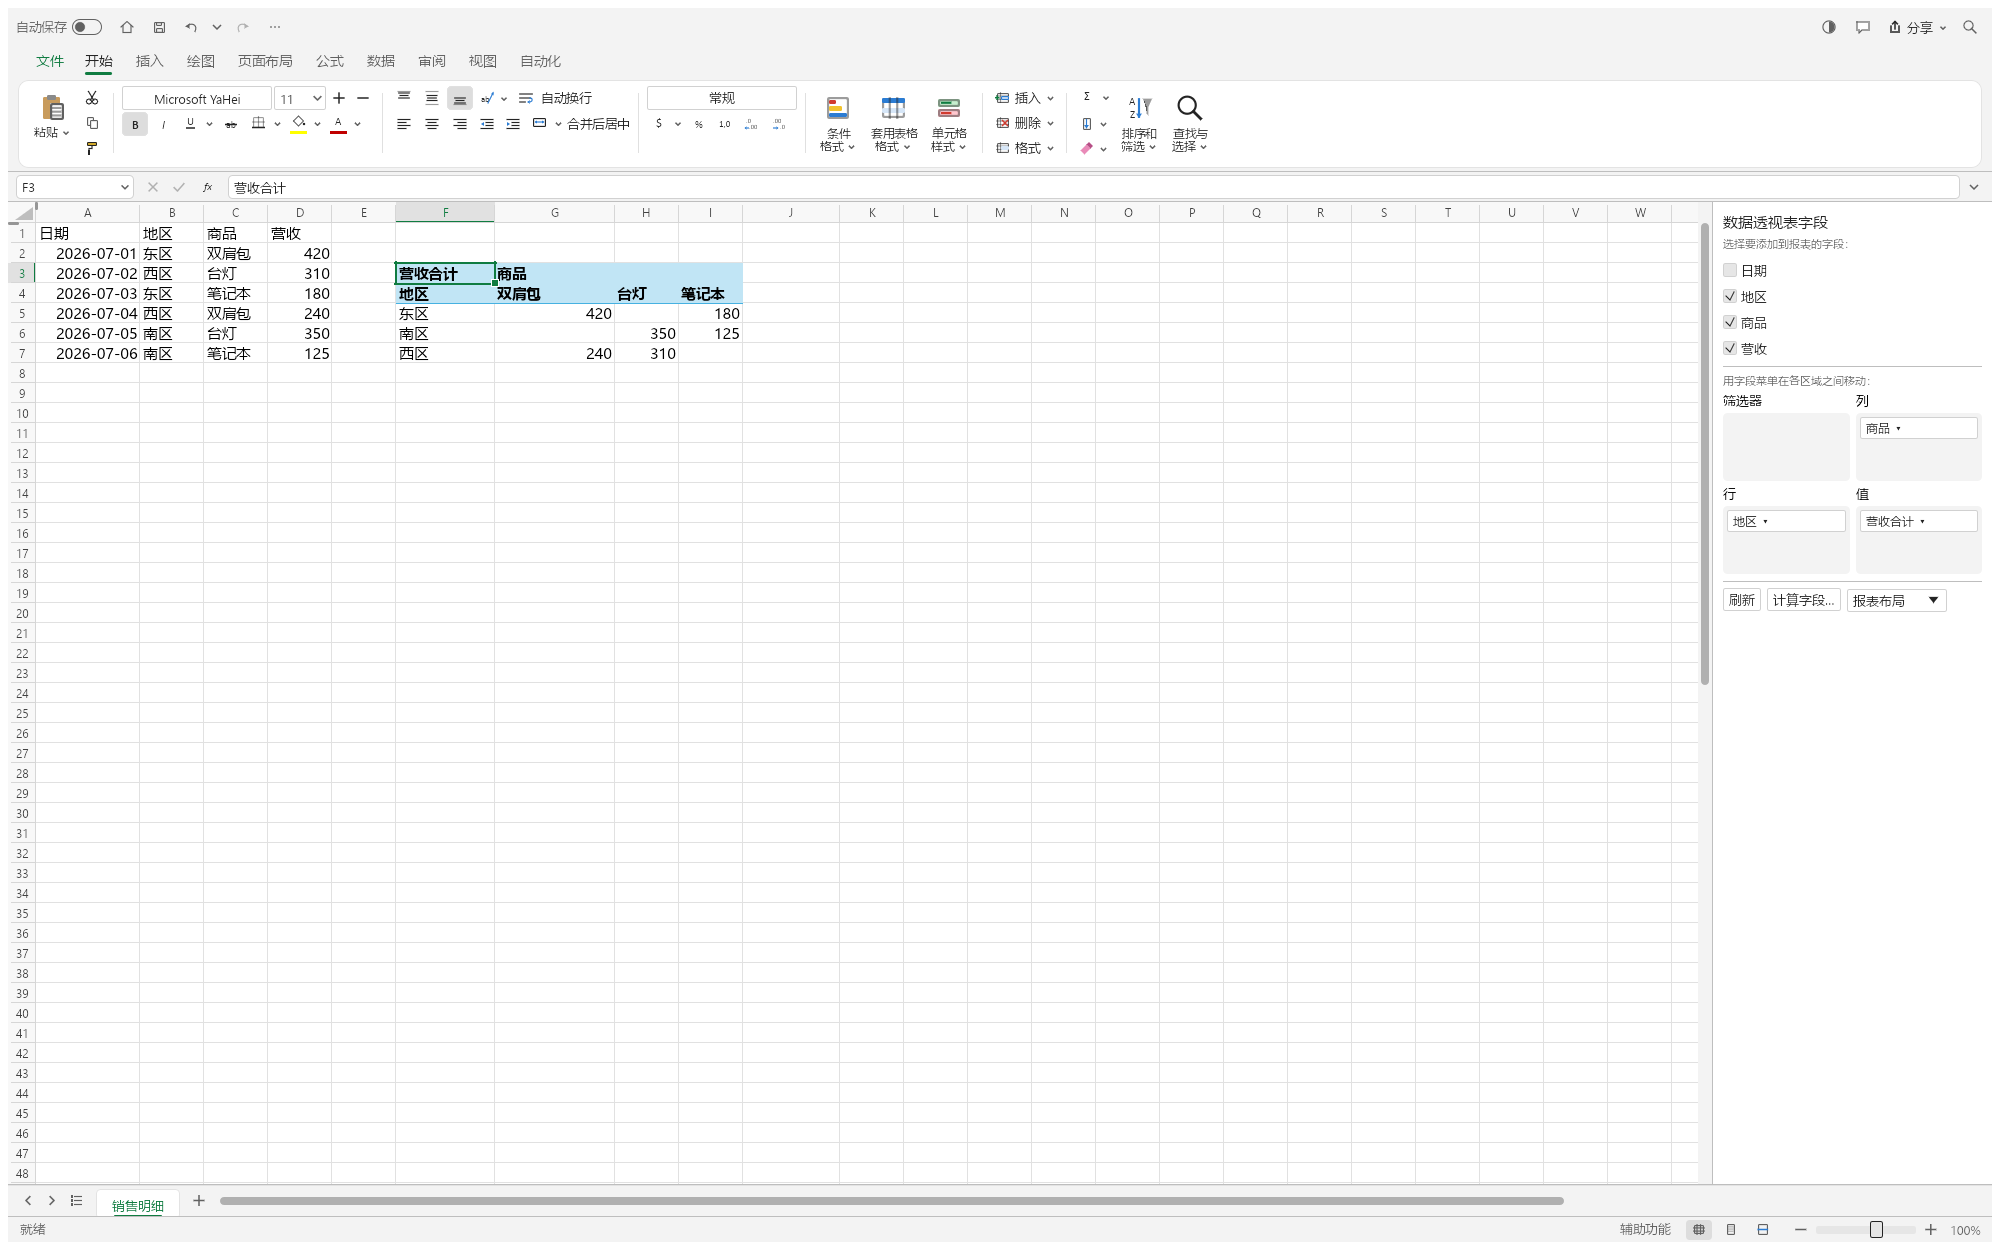 自动保存
分享
文件 开始 插入 绘图 页面布局 公式 数据 审阅 视图 自动化
粘贴 Microsoft YaHei 11 自动换行 常规 插入
B I U ab A 合并后居中 $ % 1,0 .0 .00 .00 .0 条件格式 套用表格格式 单元格样式 删除 格式 Σ 排序和筛选 查找与选择
F3 fx 营收合计
A B C D E F G H I J K L M N O P Q R S T U V W
1 日期 地区 商品 营收
2 2026-07-01 东区 双肩包 420
3 2026-07-02 西区 台灯 310 营收合计 商品
4 2026-07-03 东区 笔记本 180 地区 双肩包 台灯 笔记本
5 2026-07-04 西区 双肩包 240 东区 420 180
6 2026-07-05 南区 台灯 350 南区 350 125
7 2026-07-06 南区 笔记本 125 西区 240 310
8
9
10
11
12
13
14
15
16
17
18
19
20
21
22
23
24
25
26
27
28
29
30
31
32
33
34
35
36
37
38
39
40
41
42
43
44
45
46
47
48
数据透视表字段
选择要添加到报表的字段:
日期
地区
商品
营收
用字段菜单在各区域之间移动:
筛选器 列
商品
行 值
地区 营收合计
刷新 计算字段... 报表布局
销售明细
就绪 辅助功能 100%